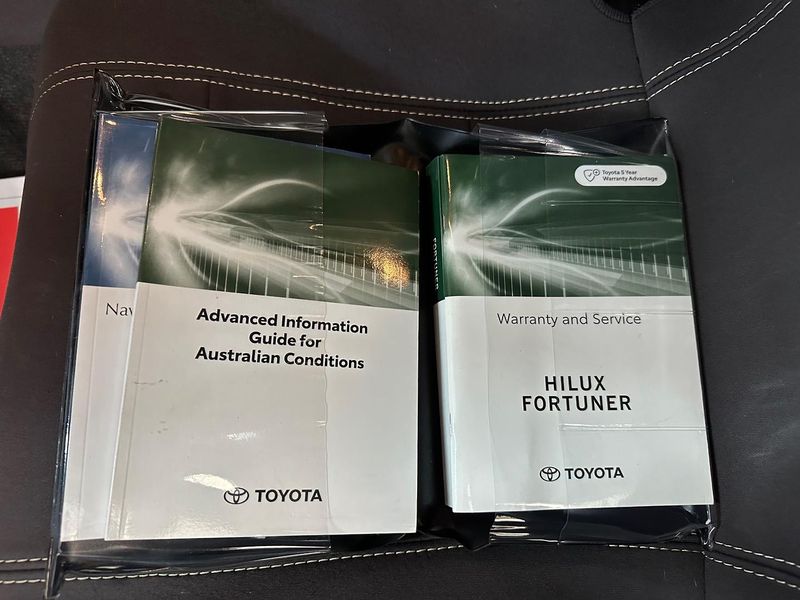 Nav
Advanced Information
Guide for
Australian Conditions
TOYOTA
FORTUNER
Toyota 5 Year
Warranty Advantage
Warranty and Service
HILUX
FORTUNER
TOYOTA